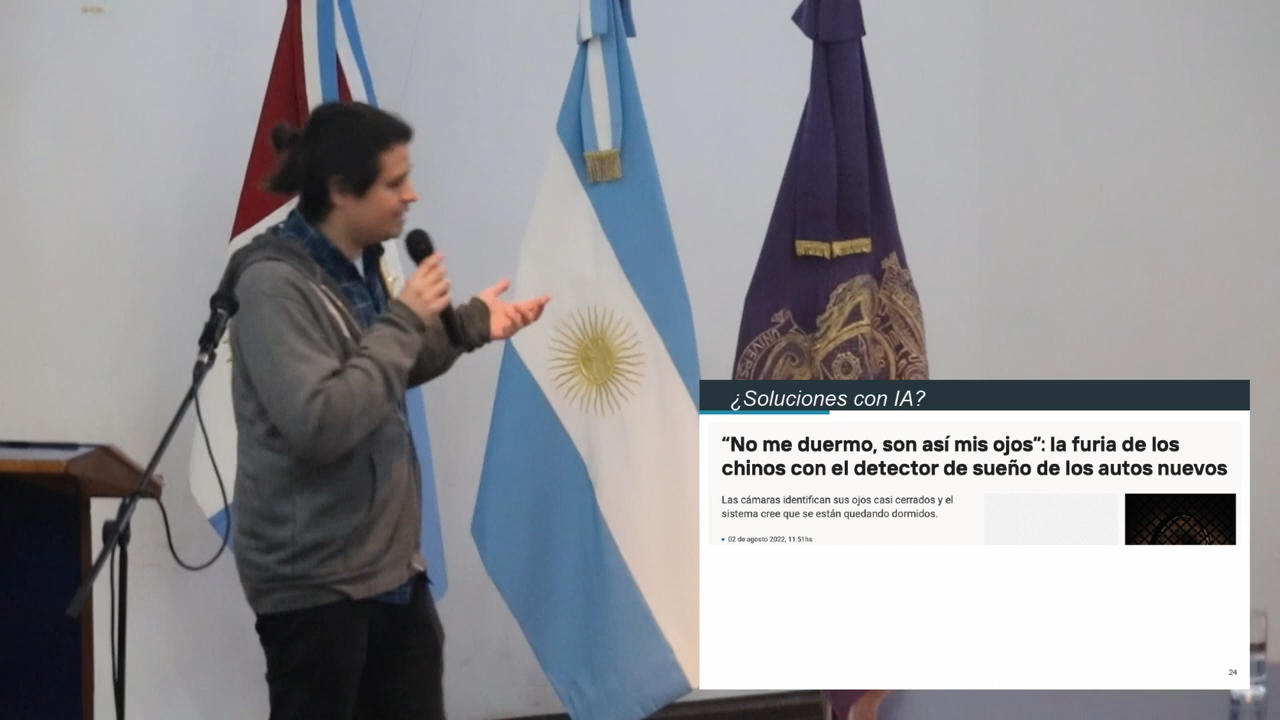 ¿Soluciones con IA?
“No me duermo, son así mis ojos”: la furia de los
chinos con el detector de sueño de los autos nuevos
Las cámaras identifican sus ojos casi cerrados y el
sistema cree que se están quedando dormidos.
02 de agosto 2022, 11:51hs
24